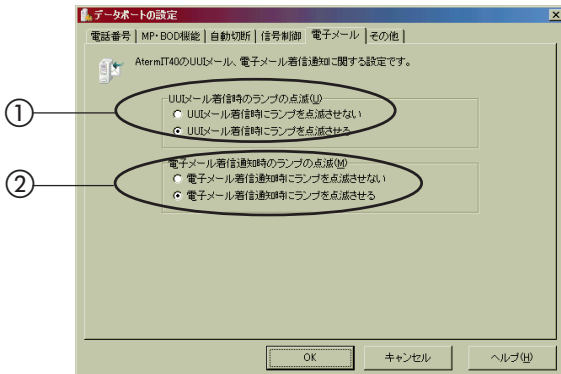 データポートの設定
電話番号 MP・BOD機能 自動切断 信号制御 電子メール その他
AtermIT40のUUIメール、電子メール着信通知に関する設定です。
① UUIメール着信時のランプの点滅(U)
UUIメール着信時にランプを点滅させない
UUIメール着信時にランプを点滅させる
② 電子メール着信通知時のランプの点滅(M)
電子メール着信通知時にランプを点滅させない
電子メール着信通知時にランプを点滅させる
OK キャンセル ヘルプ(H)